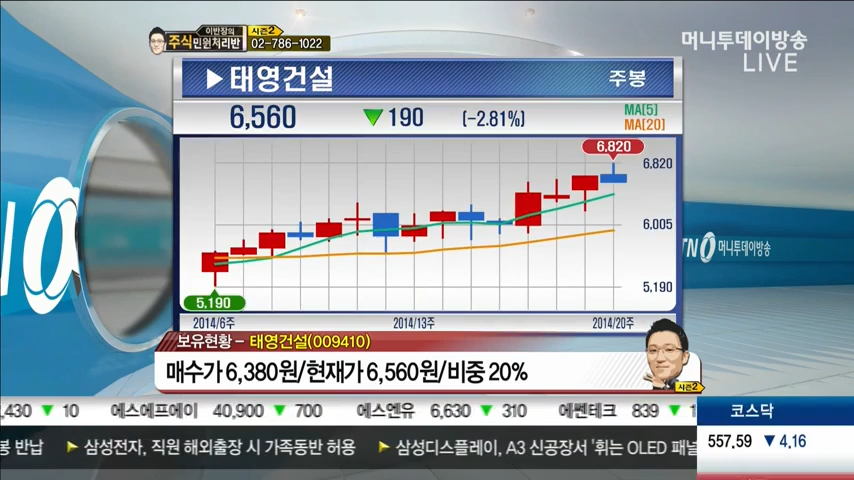 이반장의
시즌2
주식민원처리반
02-786-1022
머니투데이방송
LIVE
▶태영건설
주봉
6,560 ▼190 (-2.81%)
MA[5]
MA[20]
6,820
6,820
6,005
5,190
5,190
2014/6주 2014/13주 2014/20주
TN 머니투데이방송
TN
보유현황- 태영건설(009410)
매수가 6,380원/현재가 6,560원/비중 20%
시즌2
,430 ▼ 10 에스에프에이 40,900 ▼ 700 에스엔유 6,630 ▼ 310 에쎈테크 839 ▼ 1
코스닥
557.59 ▼4.16
봉 반납 ▶ 삼성전자, 직원 해외출장 시 가족동반 허용 ▶ 삼성디스플레이, A3 신공장서 '휘는 OLED 패널